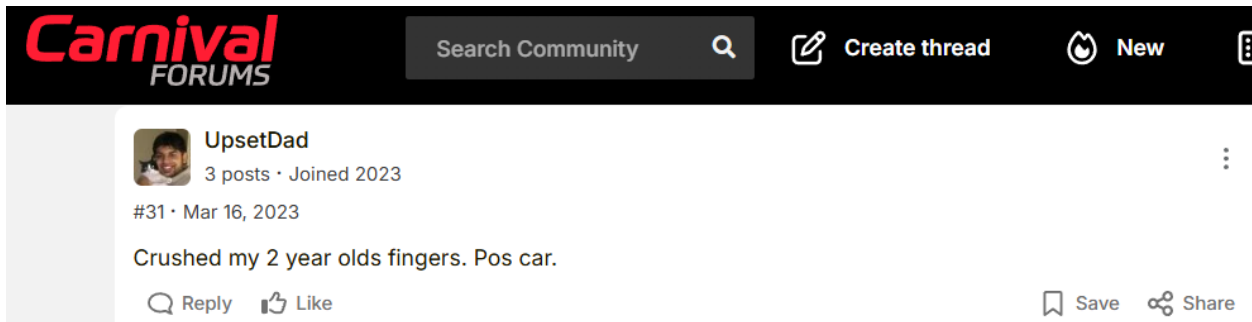 Carnival
FORUMS
Search Community
Create thread
New
UpsetDad
3 posts · Joined 2023
#31 · Mar 16, 2023
Crushed my 2 year olds fingers. Pos car.
Reply Like Save Share